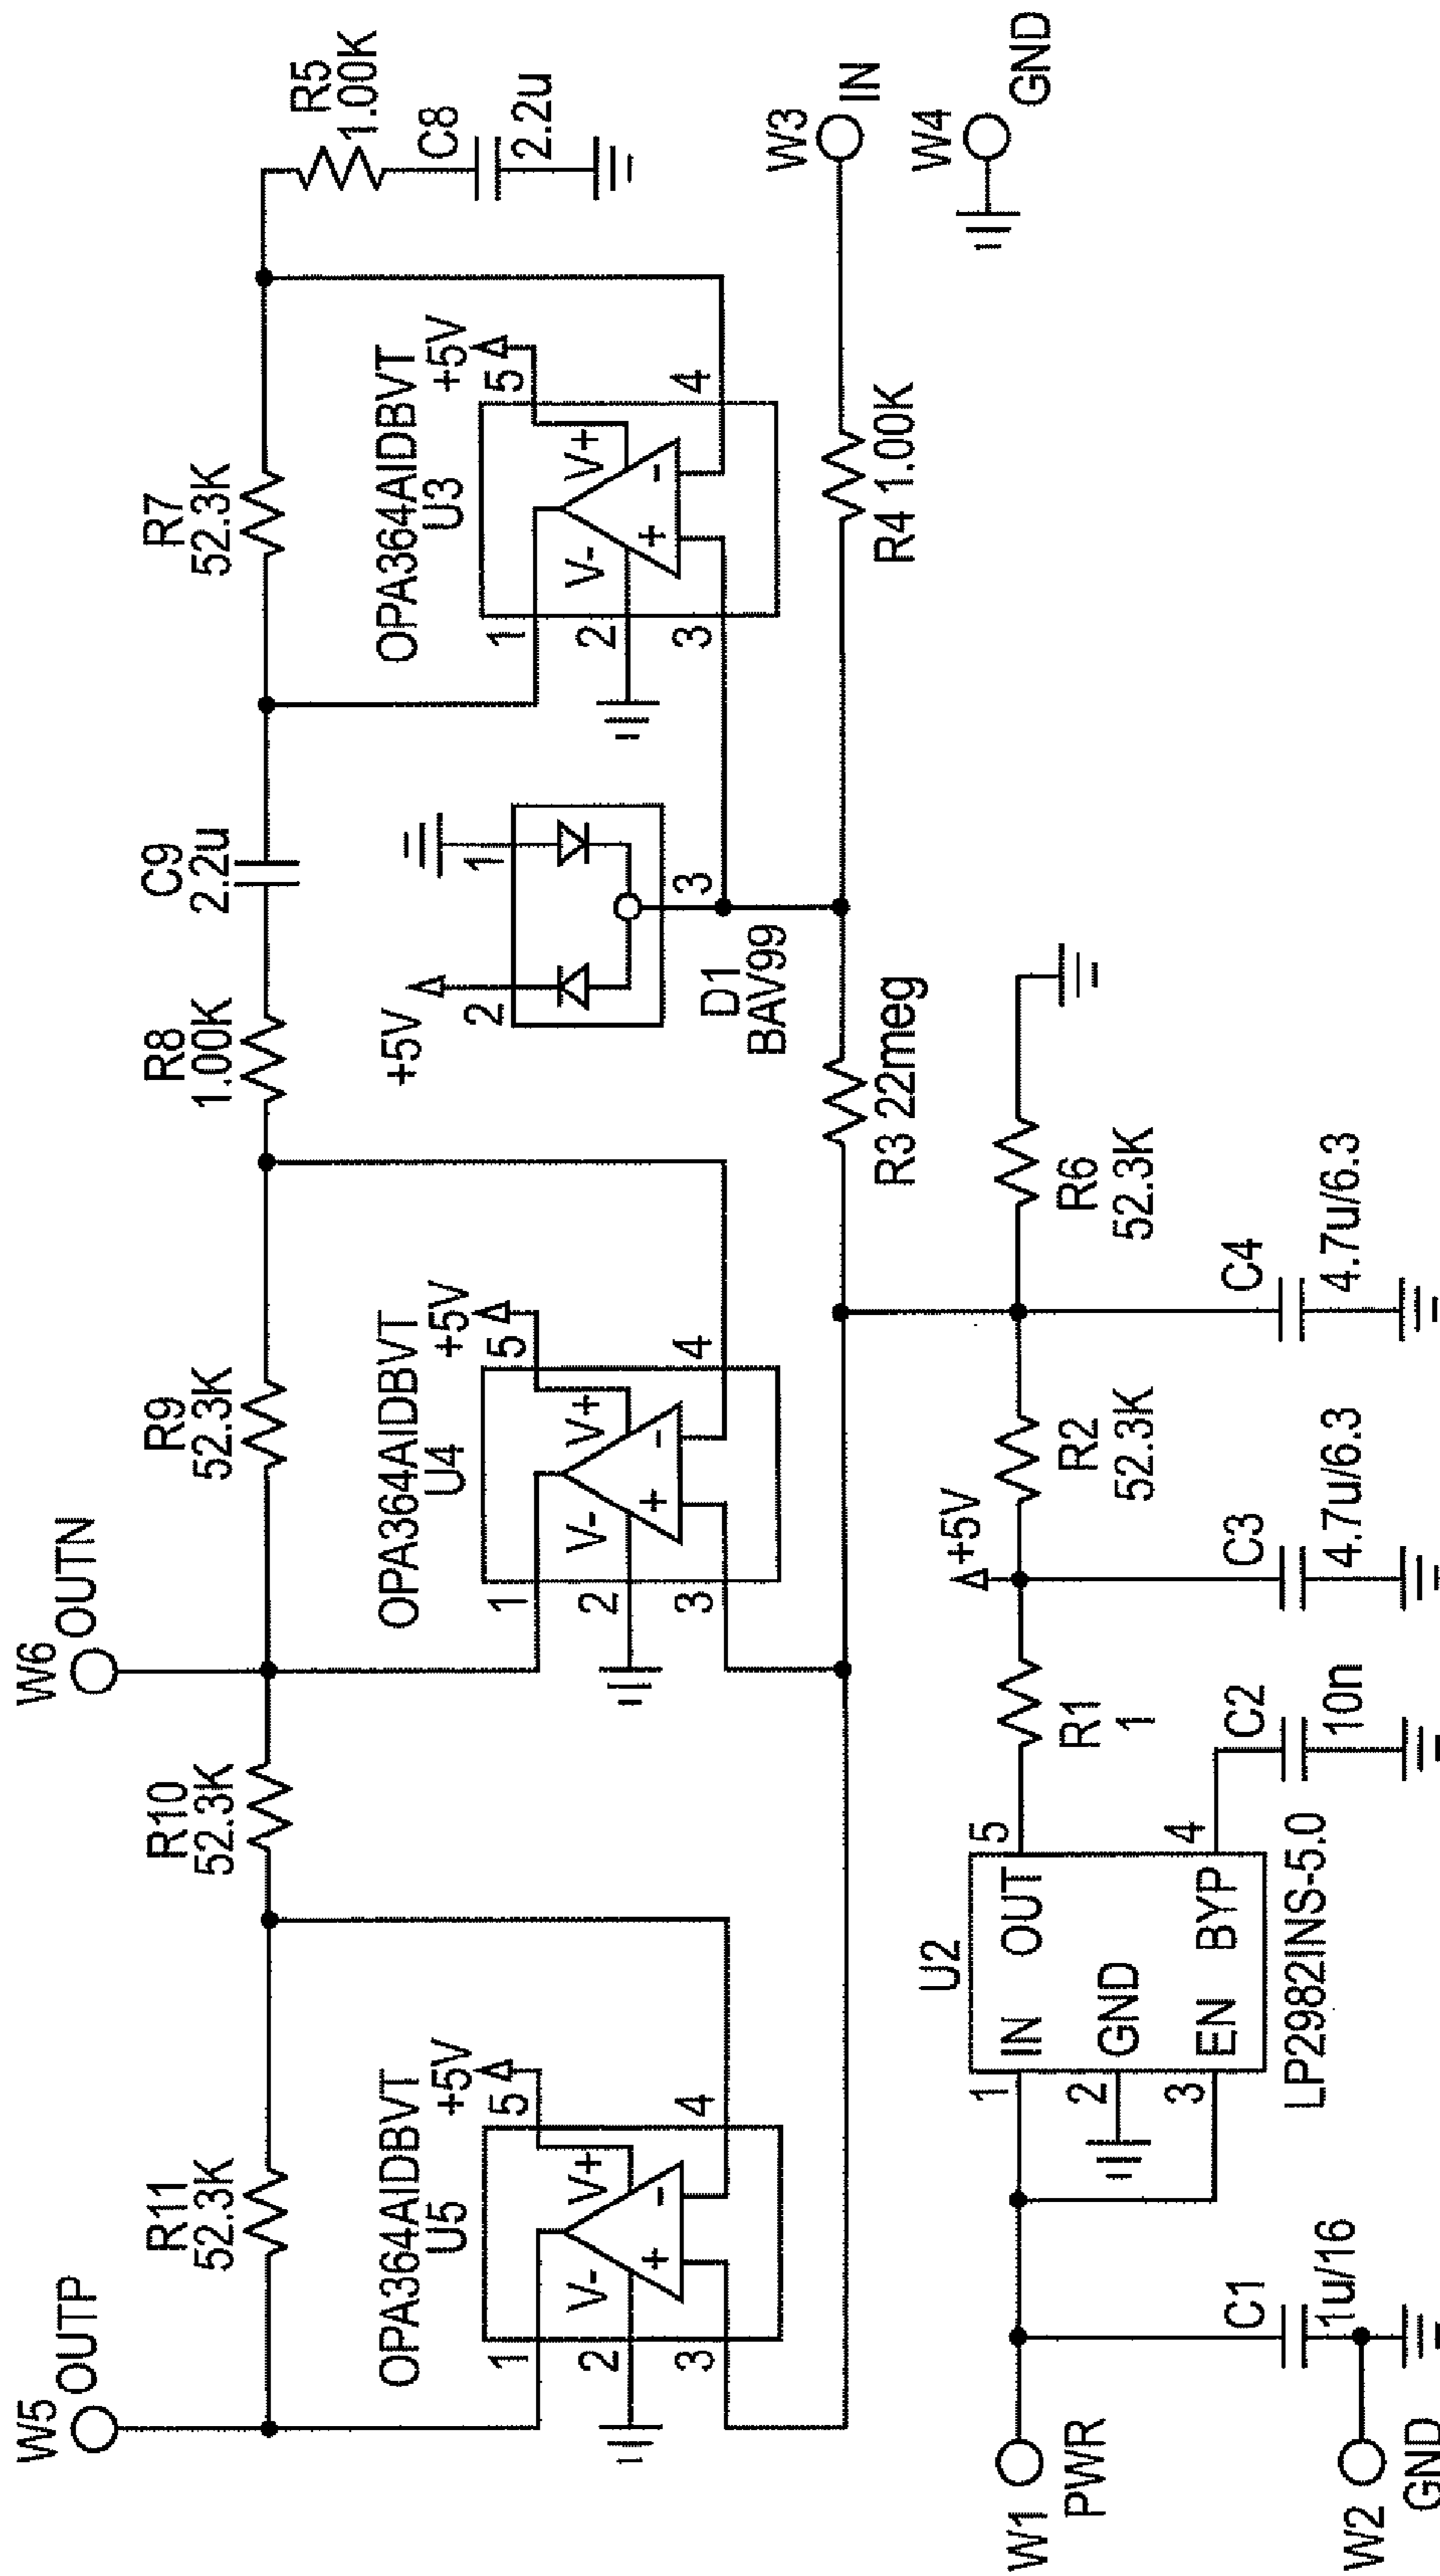 W5 OUTP
R11
52.3K
R10
52.3K
W6 OUTN
R9
52.3K
R8
1.00K
C9
2.2u
R7
52.3K
R5
1.00K
C8
2.2u
OPA364AIDBVT
U5
+5V
1
2
3
4
5
V-
V+
+
-
OPA364AIDBVT
U4
+5V
1
2
3
4
5
V-
V+
+
-
+5V
2
1
3
D1
BAV99
OPA364AIDBVT
U3
+5V
1
2
3
4
5
V-
V+
+
-
W3
IN
R3 22meg
R4 1.00K
W4
GND
W1
PWR
W2
GND
C1
1u/16
U2
1
2
3
IN
GND
EN
OUT
BYP
5
4
LP2982INS-5.0
R1
1
C2
10n
+5V
C3
4.7u/6.3
R2
52.3K
C4
4.7u/6.3
R6
52.3K